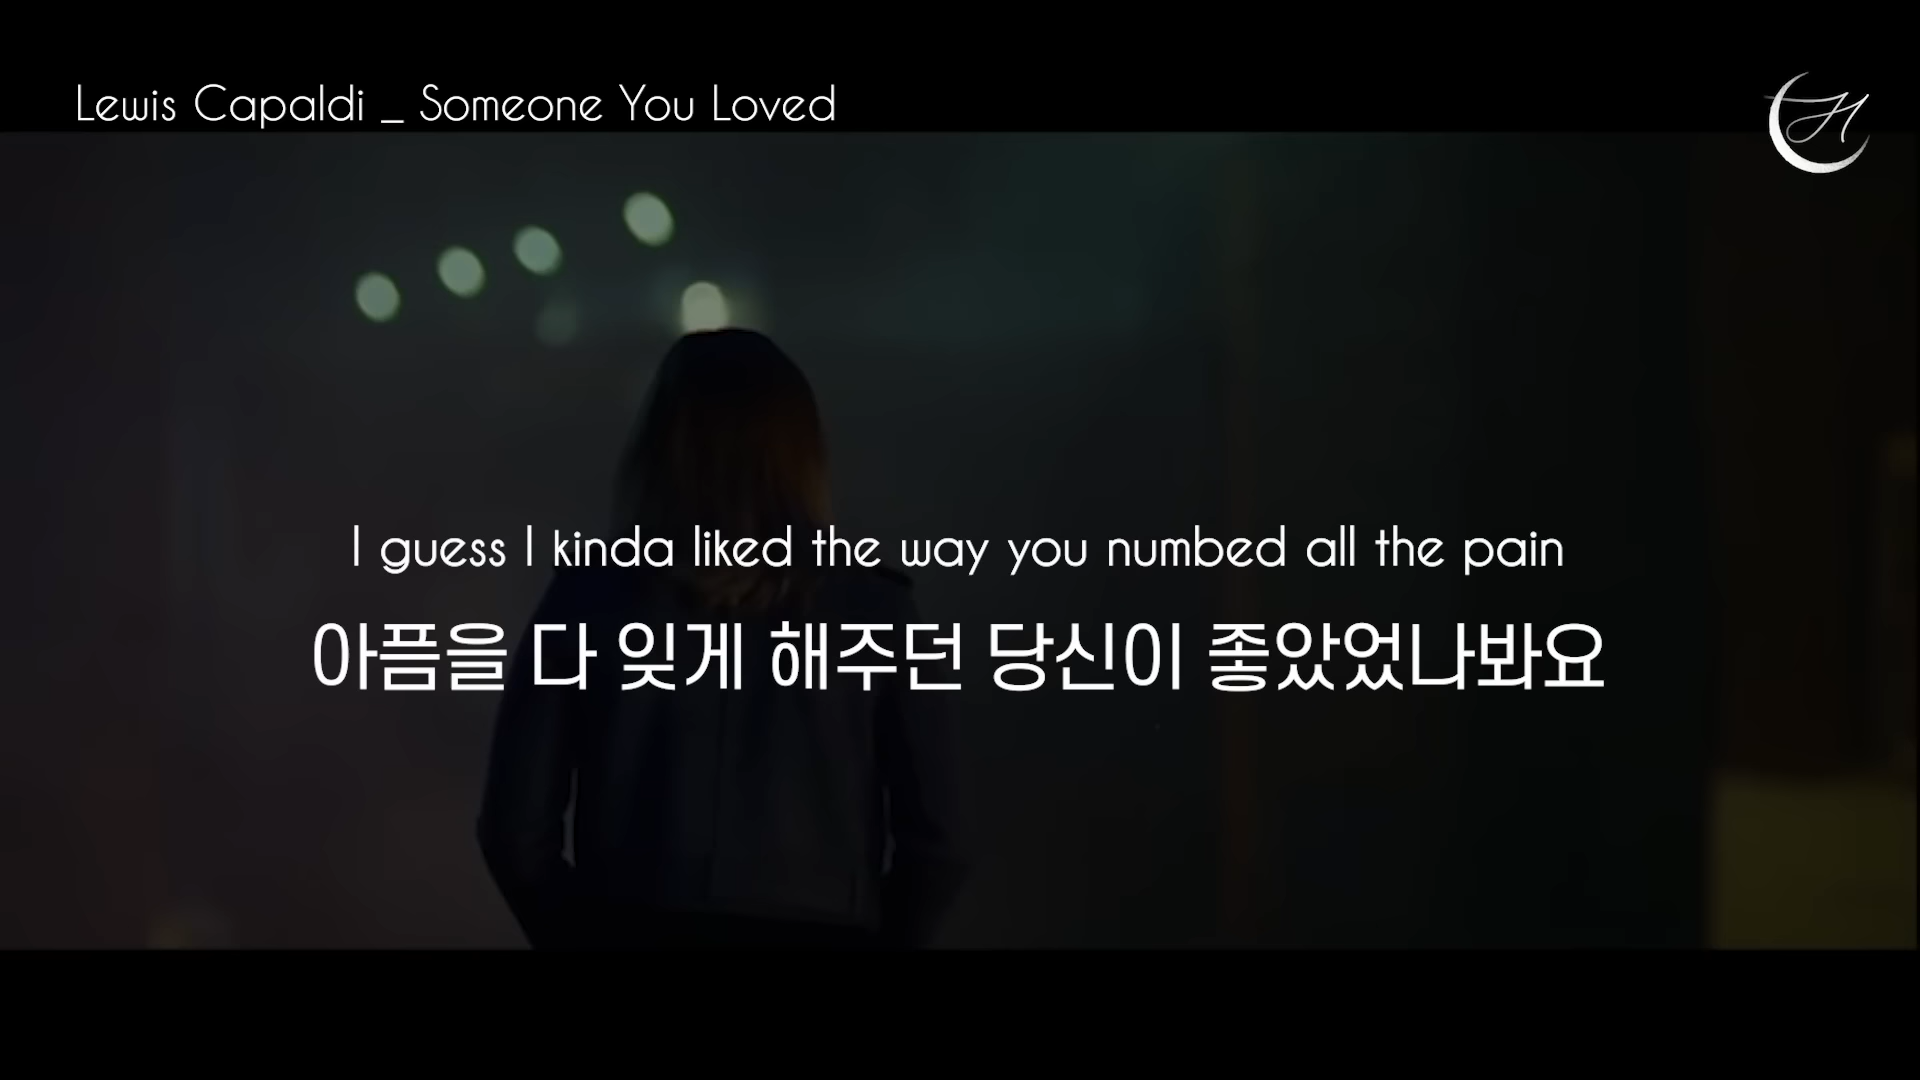 Lewis Capaldi _ Someone You Loved
I guess I kinda liked the way you numbed all the pain
아픔을 다 잊게 해주던 당신이 좋았었나봐요